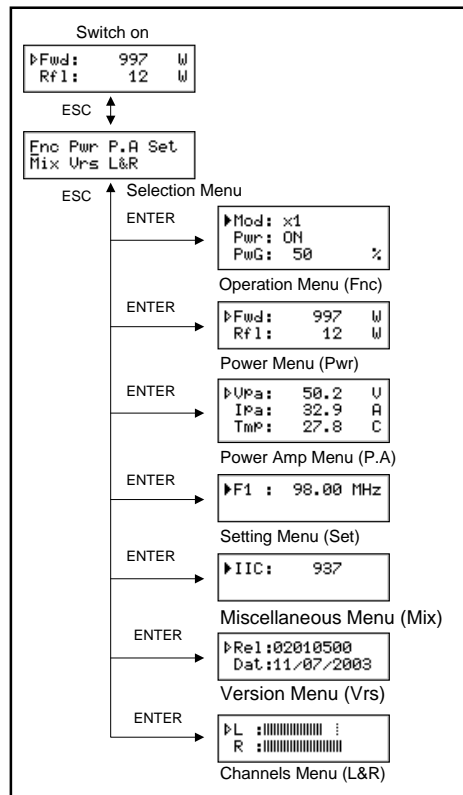 Switch on
Fwd: 997 W
Rfl: 12 W
ESC
Fnc Pwr P.A Set
Mix Vrs L&R
ESC
Selection Menu
ENTER
Mod: x1
Pwr: ON
PwG: 50 %
Operation Menu (Fnc)
ENTER
Fwd: 997 W
Rfl: 12 W
Power Menu (Pwr)
ENTER
Vpa: 50.2 V
Ipa: 32.9 A
Tmp: 27.8 C
Power Amp Menu (P.A)
ENTER
F1 : 98.00 MHz
Setting Menu (Set)
ENTER
IIC: 937
Miscellaneous Menu (Mix)
ENTER
Rel:02010500
Dat:11/07/2003
Version Menu (Vrs)
ENTER
L :
R :
Channels Menu (L&R)